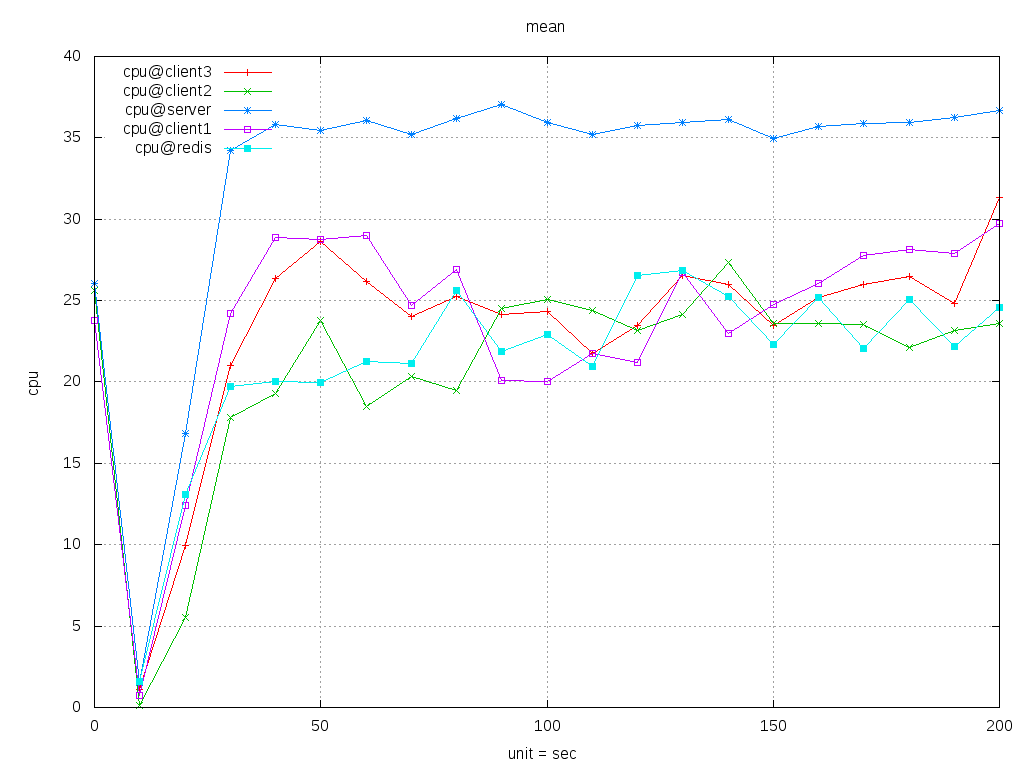 mean
40
35
30
25
20
15
10
5
0
cpu
cpu@client3
cpu@client2
cpu@server
cpu@client1
cpu@redis
0 50 100 150 200
unit = sec